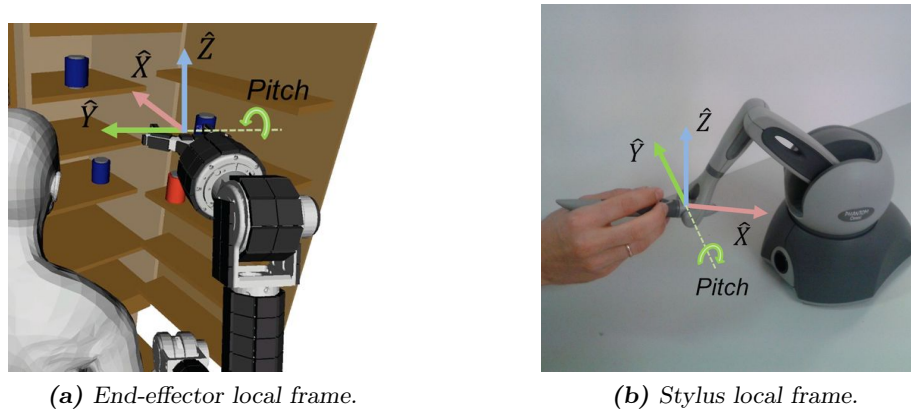 Ẑ
X̂
Pitch
Ŷ
(a) End-effector local frame.
Ẑ
Ŷ
X̂
Pitch
(b) Stylus local frame.